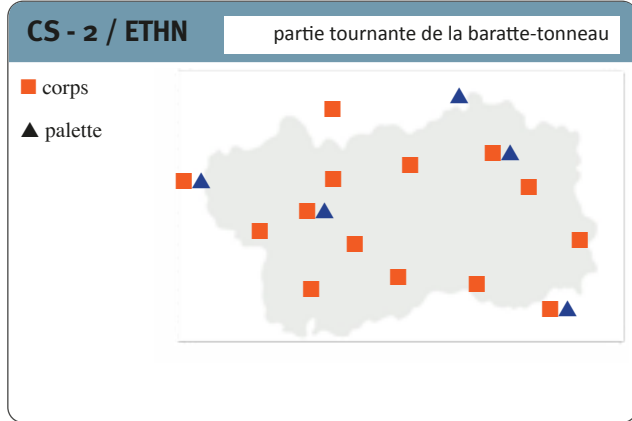 CS - 2 / ETHN
partie tournante de la baratte-tonneau
corps
palette